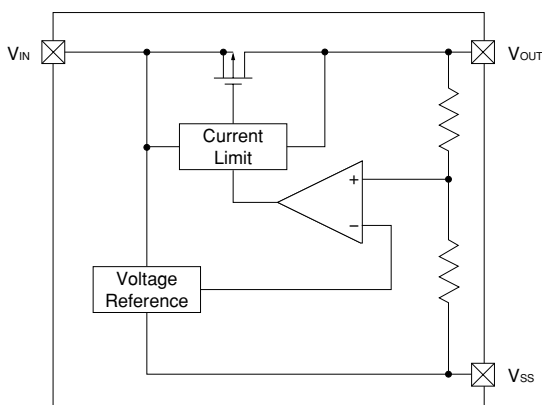 VIN
VOUT
Current
Limit
+
−
Voltage
Reference
VSS